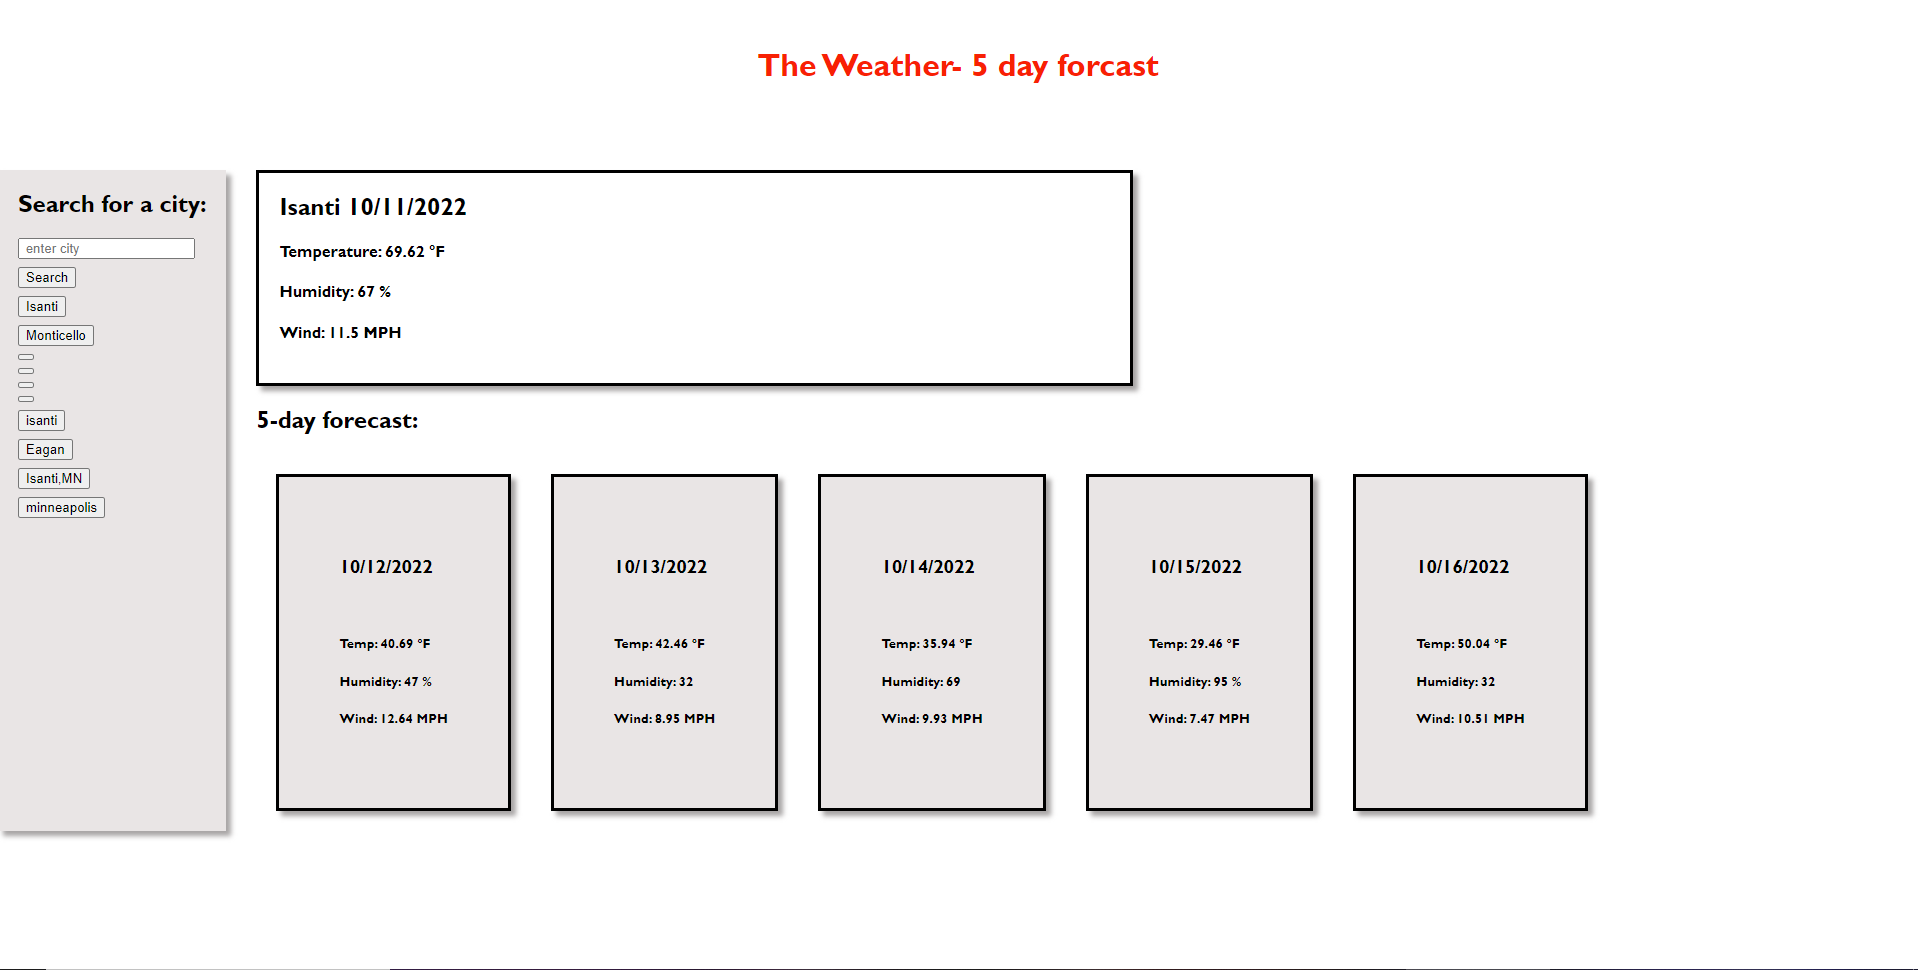 The Weather- 5 day forcast
Search for a city:
enter city
Search
Isanti
Monticello
isanti
Eagan
Isanti,MN
minneapolis
Isanti 10/11/2022
Temperature: 69.62 °F
Humidity: 67 %
Wind: 11.5 MPH
5-day forecast:
10/12/2022
Temp: 40.69 °F
Humidity: 47 %
Wind: 12.64 MPH
10/13/2022
Temp: 42.46 °F
Humidity: 32
Wind: 8.95 MPH
10/14/2022
Temp: 35.94 °F
Humidity: 69
Wind: 9.93 MPH
10/15/2022
Temp: 29.46 °F
Humidity: 95 %
Wind: 7.47 MPH
10/16/2022
Temp: 50.04 °F
Humidity: 32
Wind: 10.51 MPH